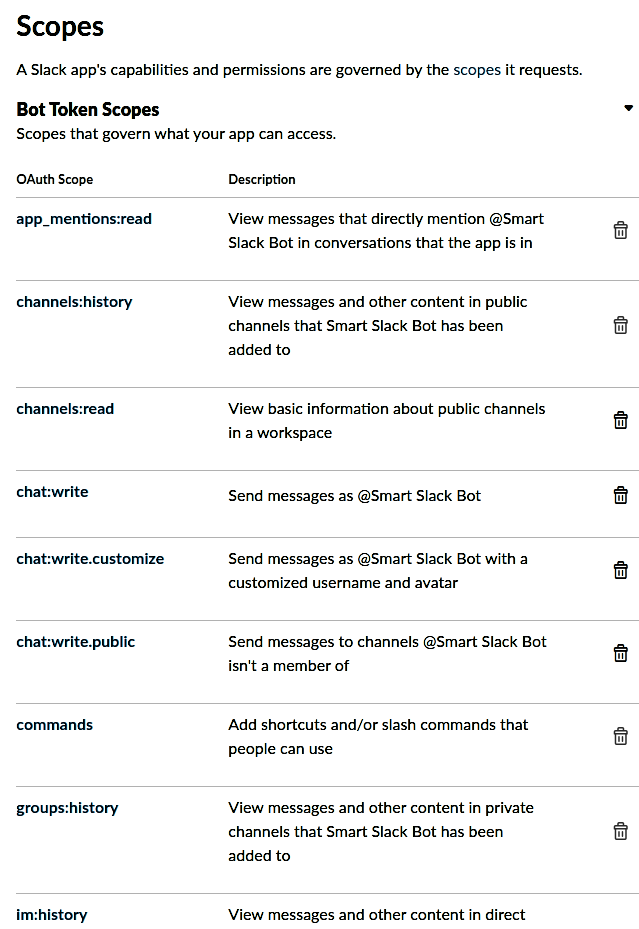 Scopes
A Slack app's capabilities and permissions are governed by the scopes it requests.
Bot Token Scopes
Scopes that govern what your app can access.
OAuth Scope Description
app_mentions:read View messages that directly mention @Smart
Slack Bot in conversations that the app is in
channels:history View messages and other content in public
channels that Smart Slack Bot has been
added to
channels:read View basic information about public channels
in a workspace
chat:write Send messages as @Smart Slack Bot
chat:write.customize Send messages as @Smart Slack Bot with a
customized username and avatar
chat:write.public Send messages to channels @Smart Slack Bot
isn't a member of
commands Add shortcuts and/or slash commands that
people can use
groups:history View messages and other content in private
channels that Smart Slack Bot has been
added to
im:history View messages and other content in direct